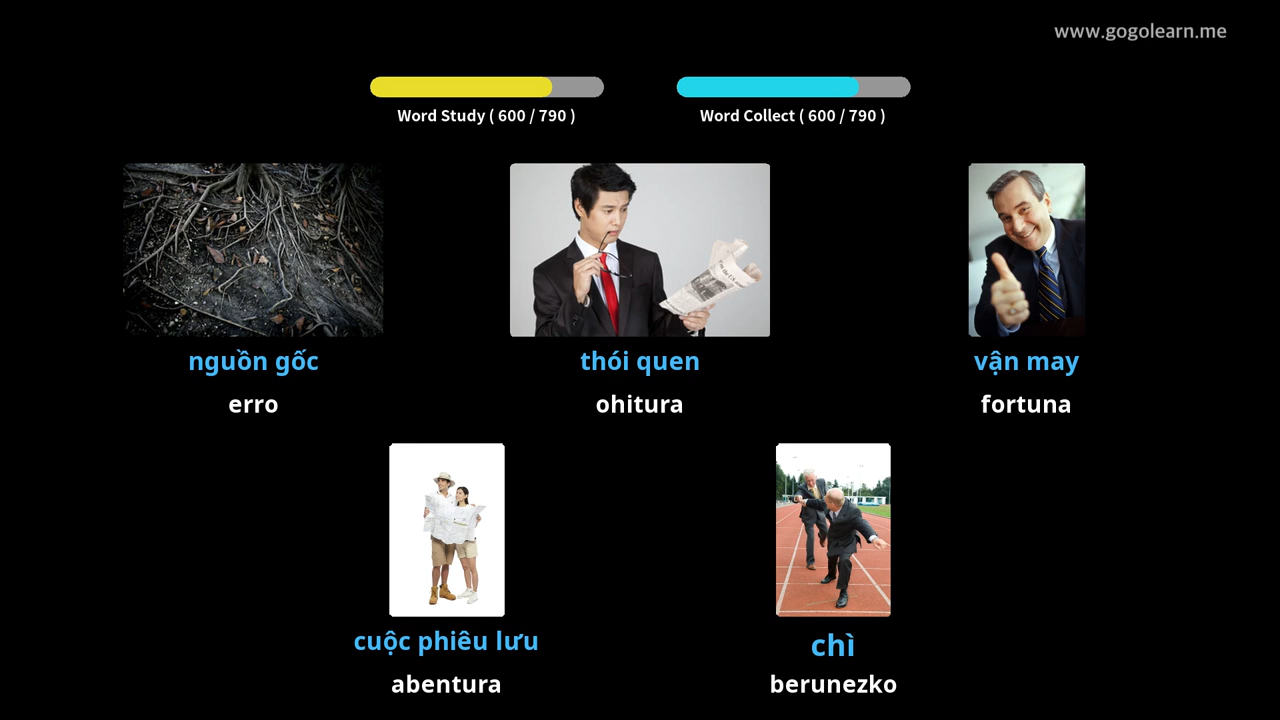 www.gogolearn.me
Word Study ( 600 / 790 )
Word Collect ( 600 / 790 )
nguồn gốc
erro
thói quen
ohitura
vận may
fortuna
cuộc phiêu lưu
abentura
chì
berunezko